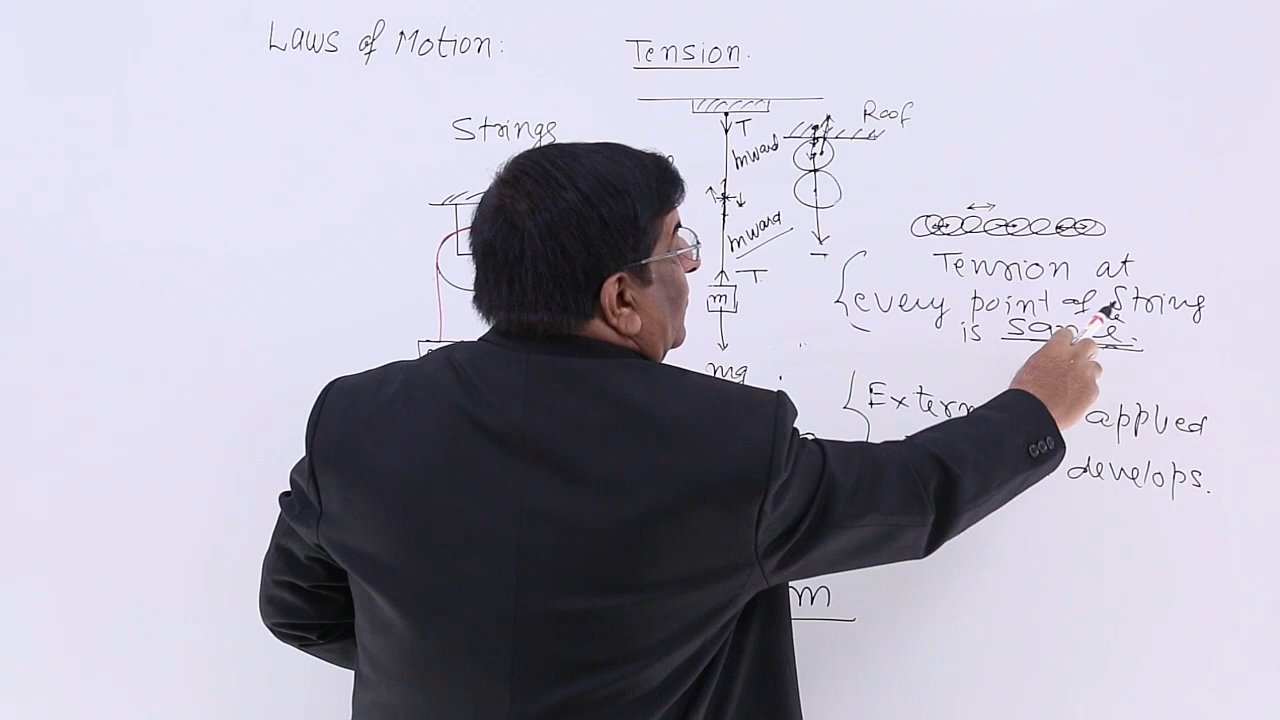 Laws of Motion:
Tension.
Strings
Roof
T
Inward
Inward
T
m
mg
T
Tension at
every point of String
is same.
applied
develops.
m